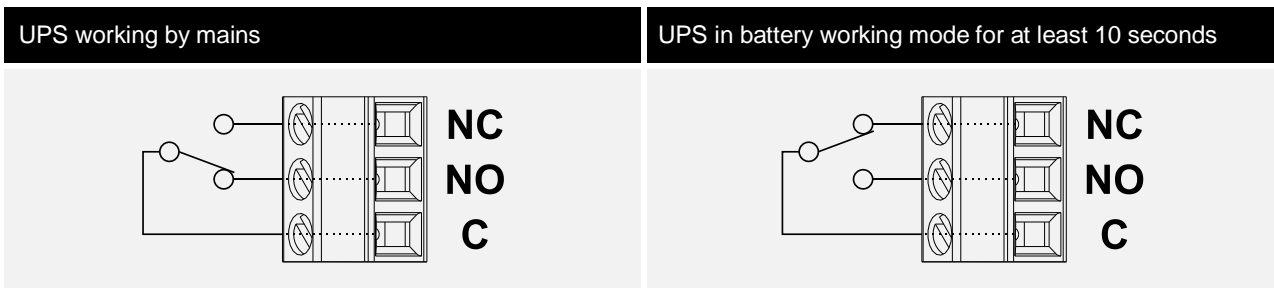 UPS working by mains
UPS in battery working mode for at least 10 seconds
NC
NO
C
NC
NO
C